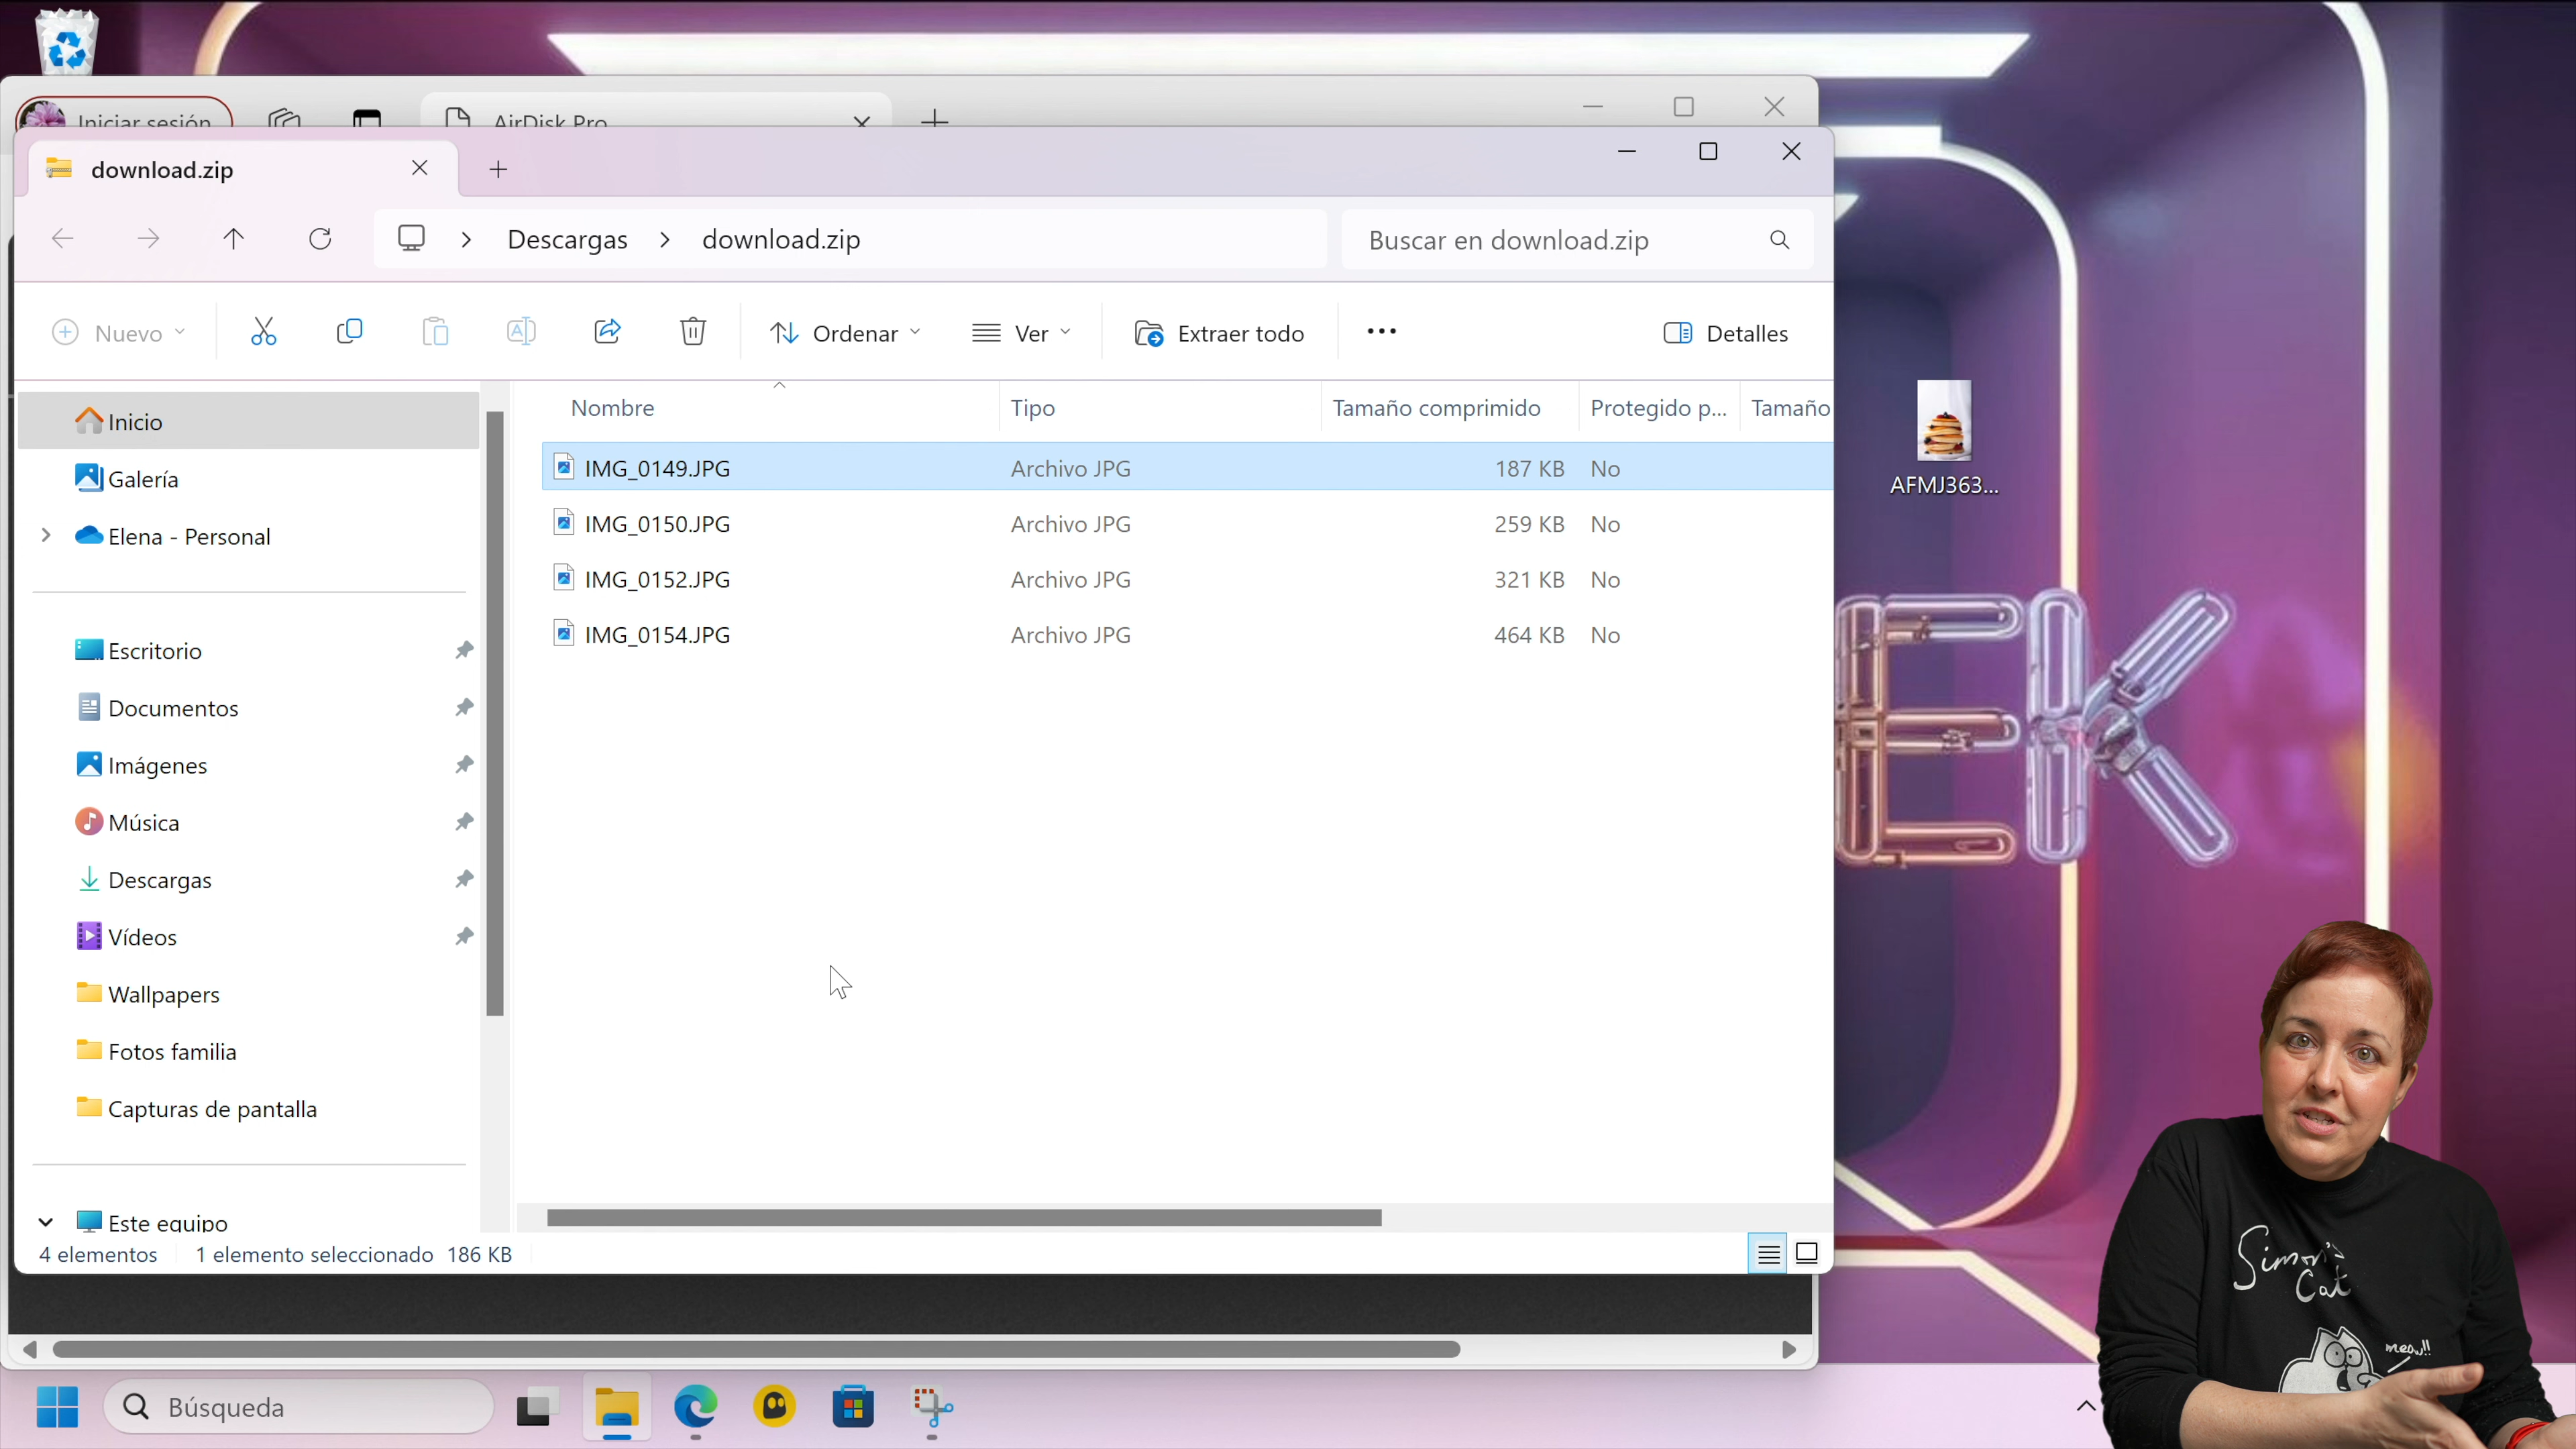 Iniciar sesión
AirDisk Pro
download.zip
Descargas
download.zip
Buscar en download.zip
Nuevo
Ordenar
Ver
Extraer todo
Detalles
Nombre
Tipo
Tamaño comprimido
Protegido p...
Tamaño
IMG_0149.JPG
Archivo JPG
187 KB
No
IMG_0150.JPG
Archivo JPG
259 KB
No
IMG_0152.JPG
Archivo JPG
321 KB
No
IMG_0154.JPG
Archivo JPG
464 KB
No
Inicio
Galería
Elena - Personal
Escritorio
Documentos
Imágenes
Música
Descargas
Vídeos
Wallpapers
Fotos familia
Capturas de pantalla
Este equipo
4 elementos
1 elemento seleccionado 186 KB
AFMJ363...
EK
Simon's
Cat
meow!!
Búsqueda